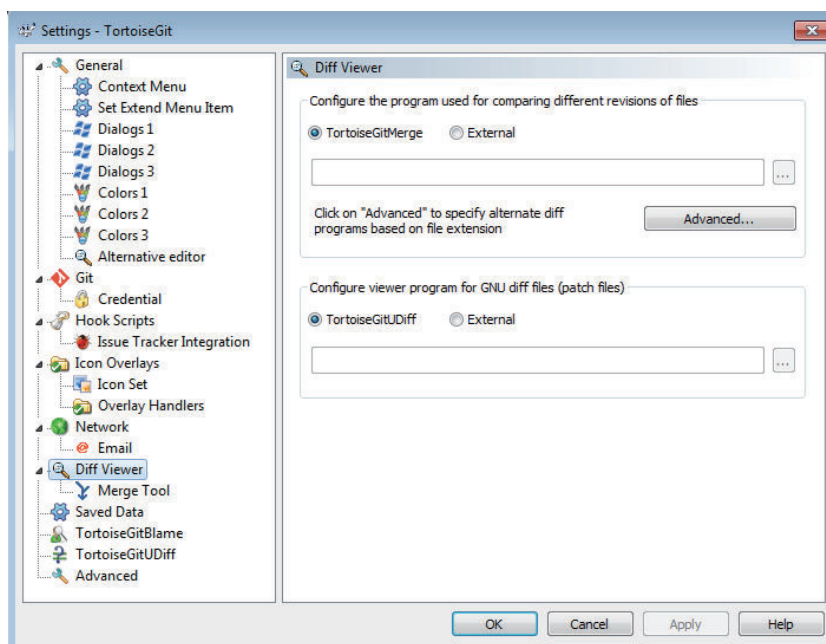 Settings - TortoiseGit
General
Context Menu
Set Extend Menu Item
Dialogs 1
Dialogs 2
Dialogs 3
Colors 1
Colors 2
Colors 3
Alternative editor
Git
Credential
Hook Scripts
Issue Tracker Integration
Icon Overlays
Icon Set
Overlay Handlers
Network
Email
Diff Viewer
Merge Tool
Saved Data
TortoiseGitBlame
TortoiseGitUDiff
Advanced
Diff Viewer
Configure the program used for comparing different revisions of files
TortoiseGitMerge External
...
Click on "Advanced" to specify alternate diff
programs based on file extension
Advanced...
Configure viewer program for GNU diff files (patch files)
TortoiseGitUDiff External
...
OK Cancel Apply Help